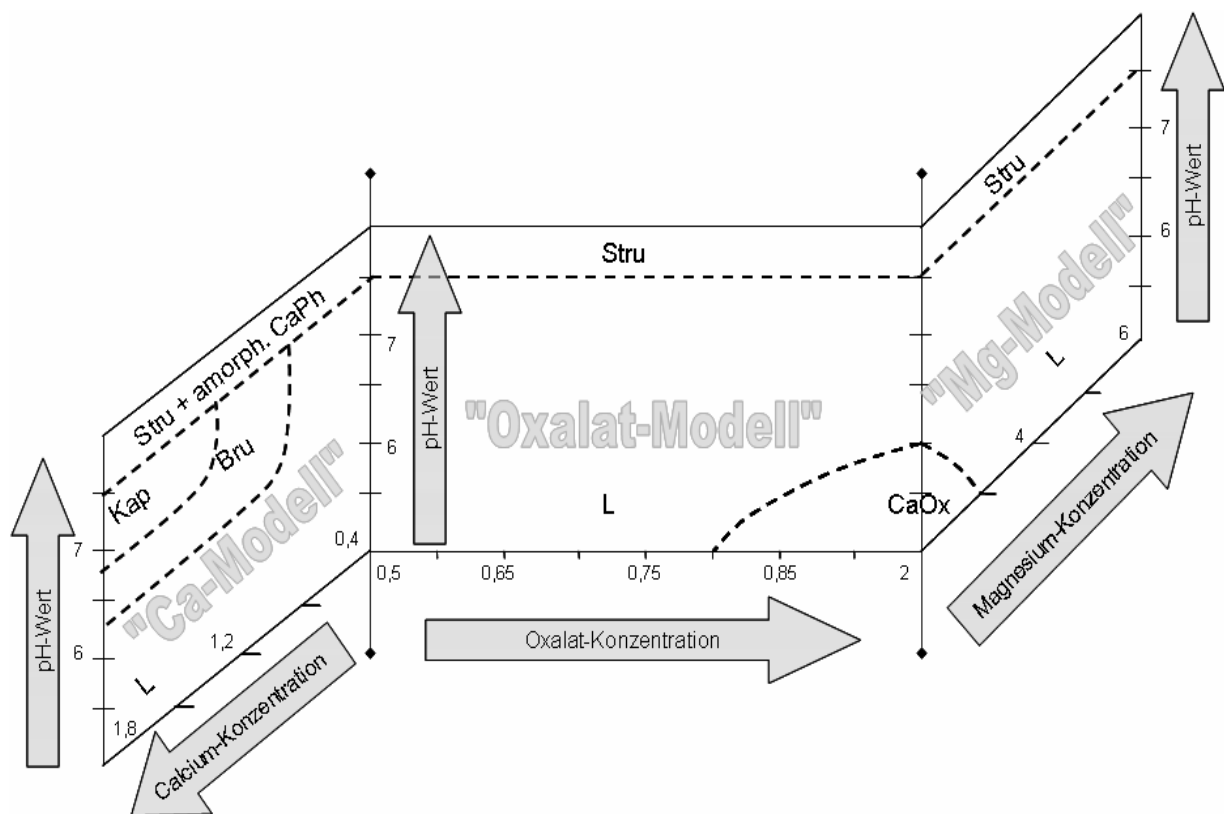 Stru + amorph. CaPh
Kap
Bru
"Ca-Modell"
L
pH-Wert
7
6
1,8
1,2
0,4
Calcium-Konzentration
Stru
pH-Wert
7
6
"Oxalat-Modell"
L
CaOx
0,5
0,65
0,75
0,85
2
Oxalat-Konzentration
Stru
"Mg-Modell"
L
7
6
pH-Wert
6
4
Magnesium-Konzentration